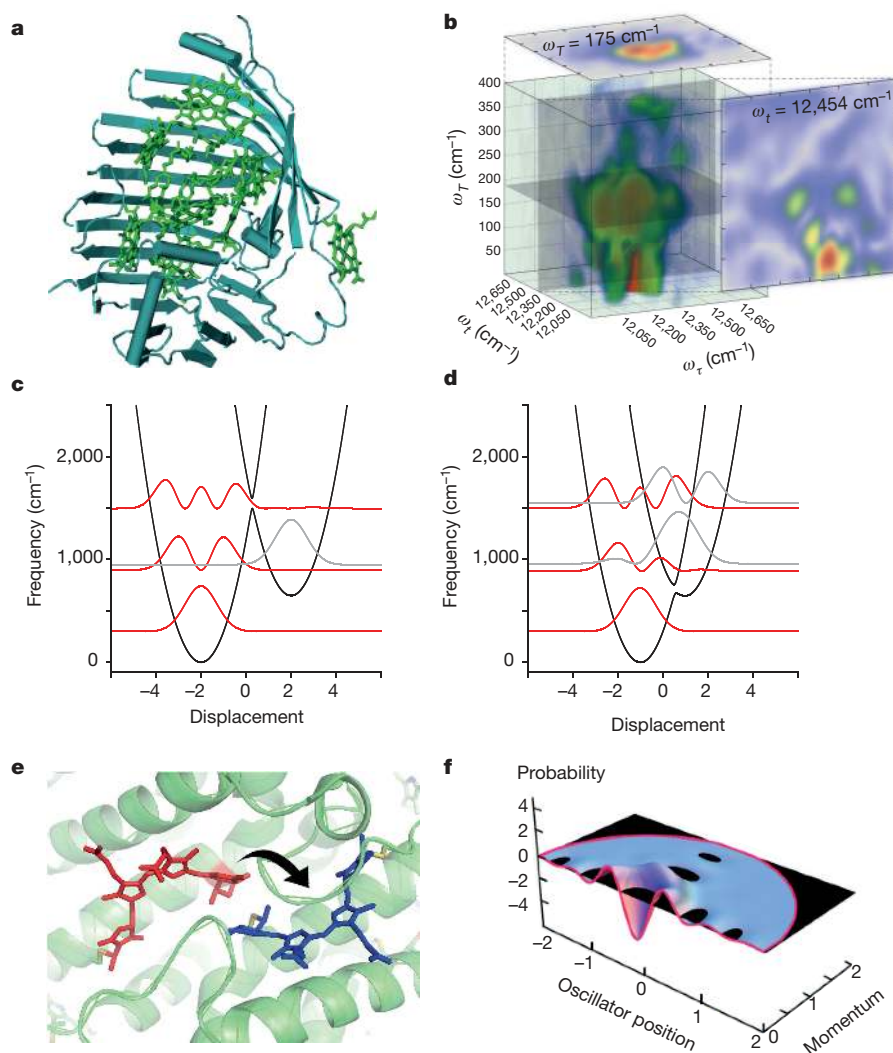 a
b
ω_T = 175 cm⁻¹
ω_t = 12,454 cm⁻¹
400
350
300
250
200
150
100
50
ω_T (cm⁻¹)
12,650
12,500
12,350
12,200
12,050
ω_t (cm⁻¹)
12,050
12,200
12,350
12,500
12,650
ω_τ (cm⁻¹)
c
2,000
1,000
0
Frequency (cm⁻¹)
−4 −2 0 2 4
Displacement
d
2,000
1,000
0
Frequency (cm⁻¹)
−4 −2 0 2 4
Displacement
e
f
Probability
4
2
0
−2
−4
−2
−1
0
1
2
Oscillator position
0
1
2
Momentum